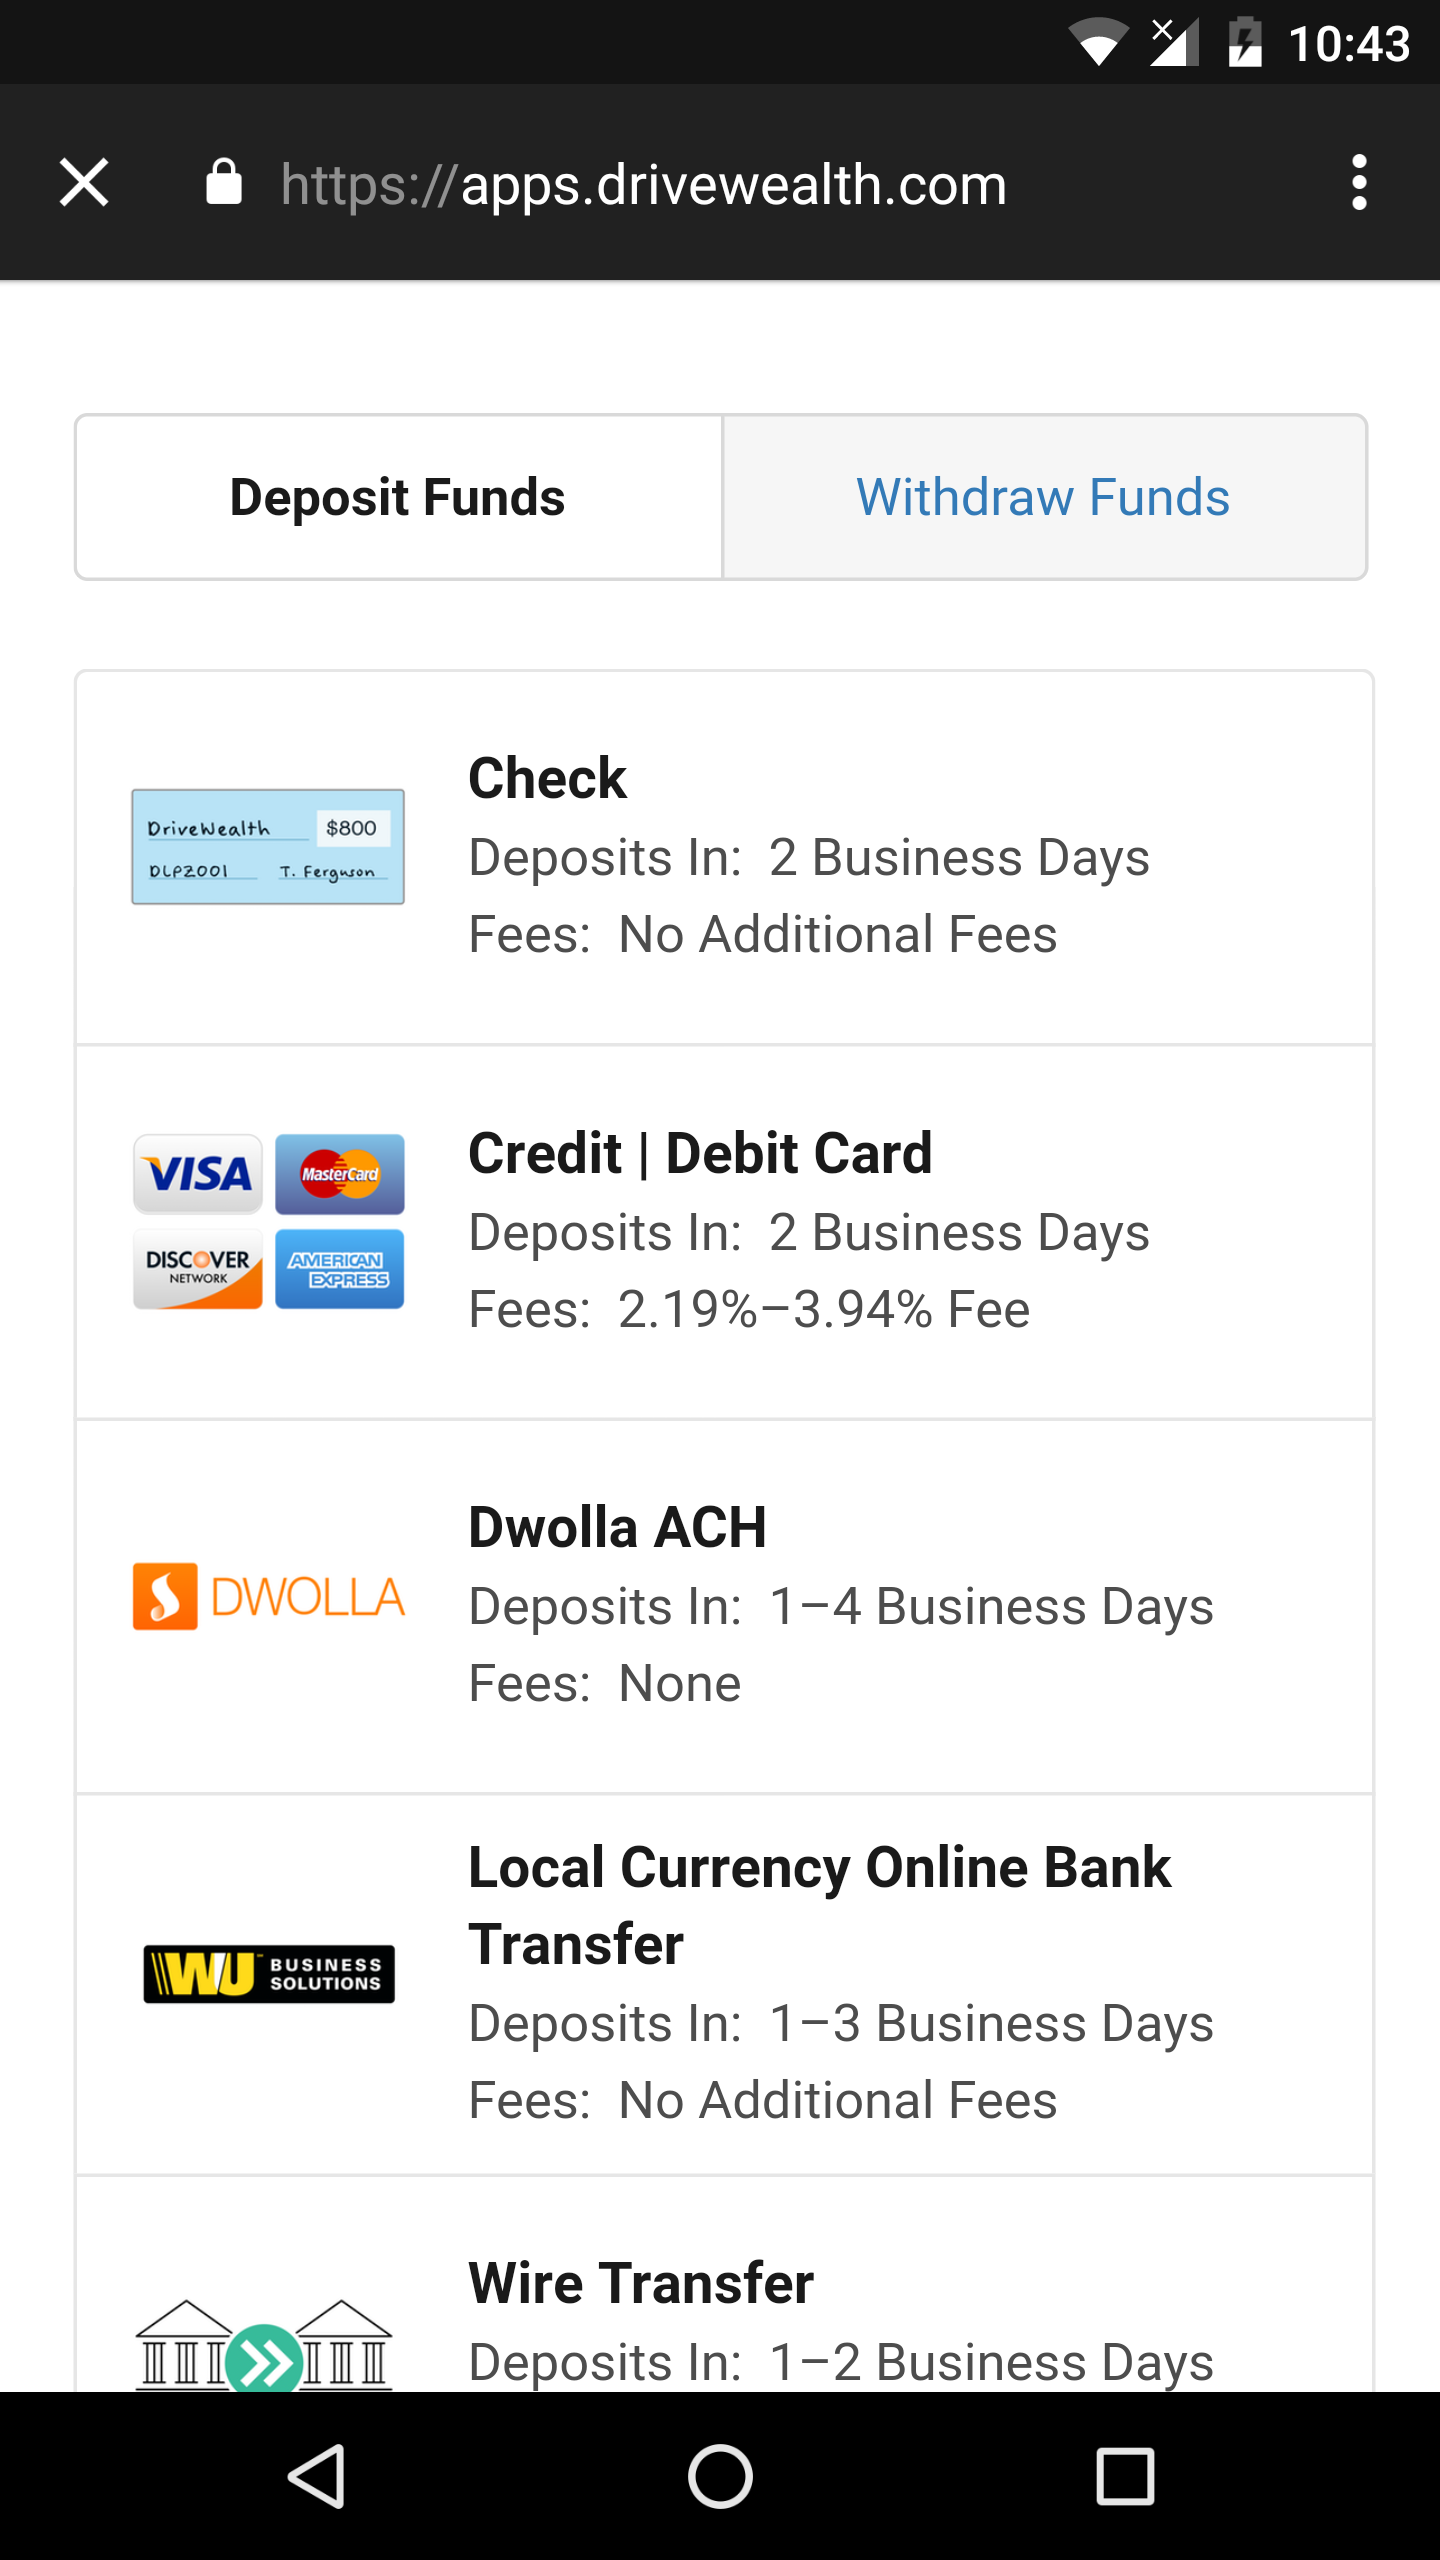 10:43
https://apps.drivewealth.com
Deposit Funds
Withdraw Funds
DriveWealth $800
DLPZ001 T. Ferguson
Check
Deposits In: 2 Business Days
Fees: No Additional Fees
VISA MasterCard
DISCOVER NETWORK
AMERICAN EXPRESS
Credit | Debit Card
Deposits In: 2 Business Days
Fees: 2.19%–3.94% Fee
DWOLLA
Dwolla ACH
Deposits In: 1–4 Business Days
Fees: None
WU BUSINESS
SOLUTIONS
Local Currency Online Bank
Transfer
Deposits In: 1–3 Business Days
Fees: No Additional Fees
Wire Transfer
Deposits In: 1–2 Business Days